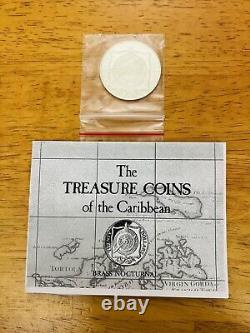 The
TREASURE COINS
of the Caribbean
TORTOLA
VIRGIN GORDA
BRASS NOCTURNAL